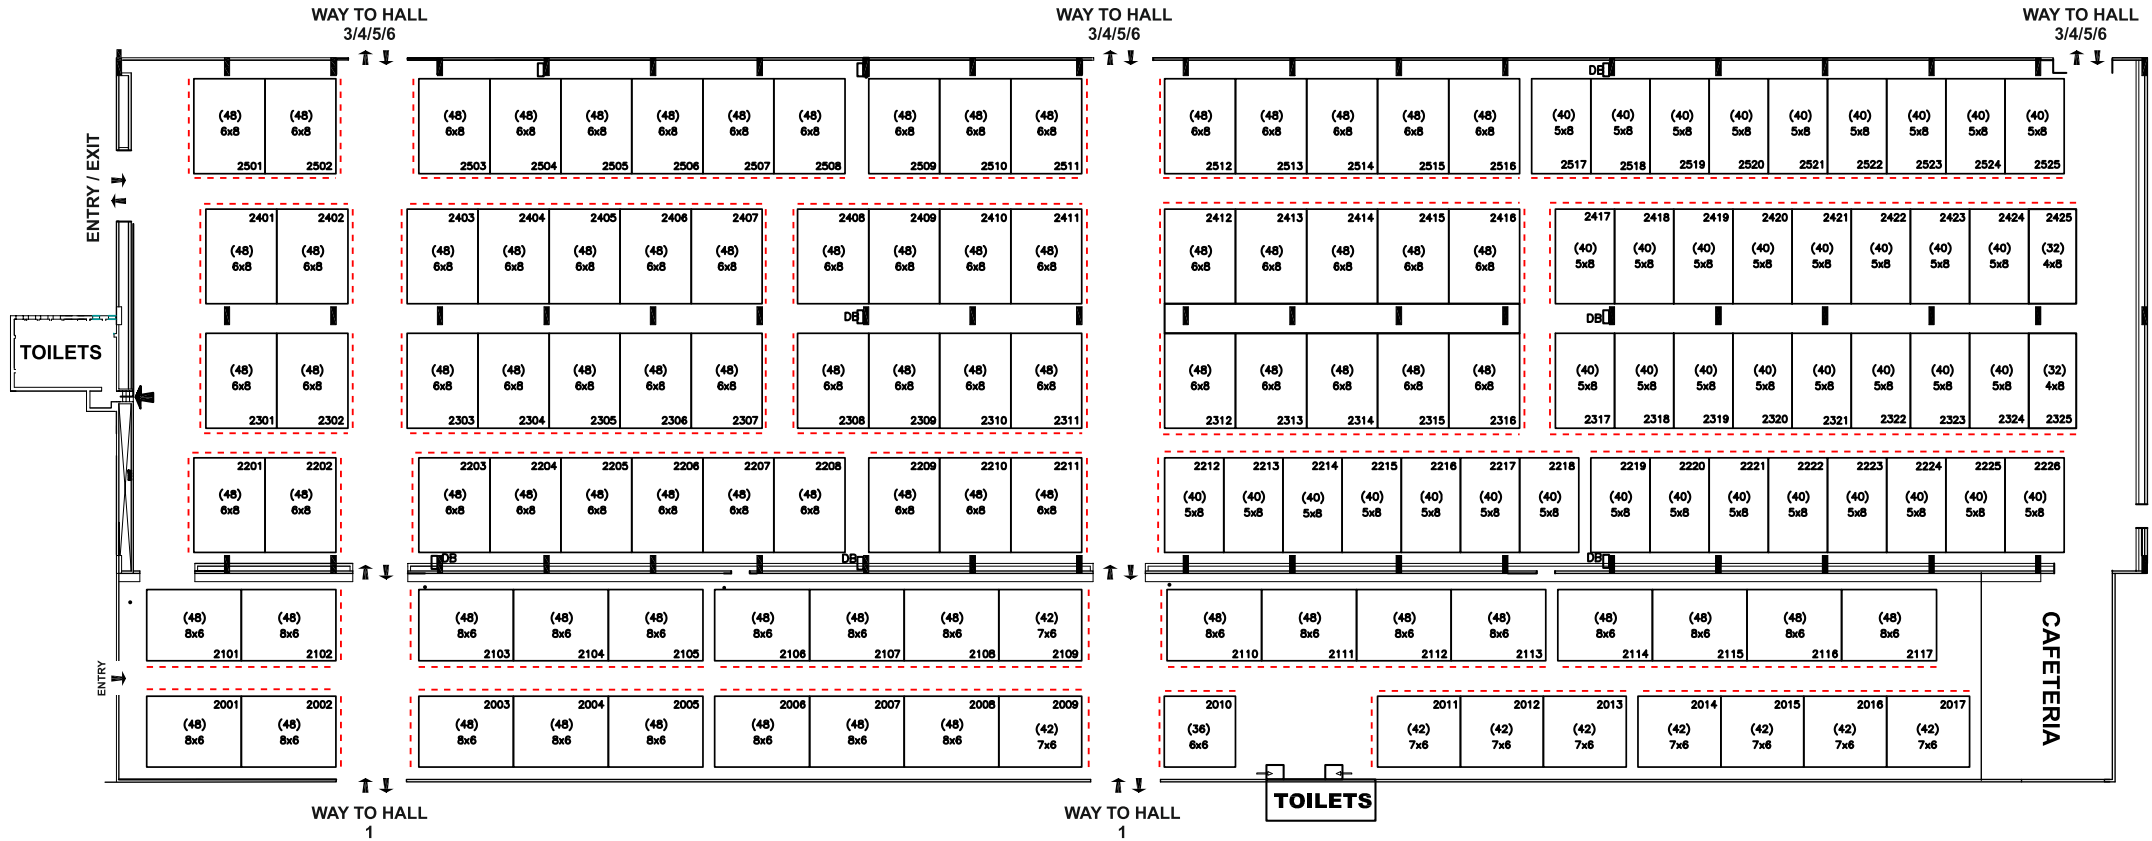 WAY TO HALL
3/4/5/6
WAY TO HALL
3/4/5/6
WAY TO HALL
3/4/5/6
DB
(48) (48) (48) (48) (48) (48) (48) (48) (48) (48) (48) (48) (48) (48) (48) (48) (40) (40) (40) (40) (40) (40) (40) (40) (40)
6x8 6x8 6x8 6x8 6x8 6x8 6x8 6x8 6x8 6x8 6x8 6x8 6x8 6x8 6x8 6x8 5x8 5x8 5x8 5x8 5x8 5x8 5x8 5x8 5x8
2501 2502 2503 2504 2505 2506 2507 2508 2509 2510 2511 2512 2513 2514 2515 2516 2517 2518 2519 2520 2521 2522 2523 2524 2525
ENTRY / EXIT
2401 2402 2403 2404 2405 2406 2407 2408 2409 2410 2411 2412 2413 2414 2415 2416 2417 2418 2419 2420 2421 2422 2423 2424 2425
(48) (48) (48) (48) (48) (48) (48) (48) (48) (48) (48) (48) (48) (48) (48) (48) (40) (40) (40) (40) (40) (40) (40) (40) (32)
6x8 6x8 6x8 6x8 6x8 6x8 6x8 6x8 6x8 6x8 6x8 6x8 6x8 6x8 6x8 6x8 5x8 5x8 5x8 5x8 5x8 5x8 5x8 5x8 4x8
DB DB
TOILETS
(48) (48) (48) (48) (48) (48) (48) (48) (48) (48) (48) (48) (48) (48) (48) (48) (40) (40) (40) (40) (40) (40) (40) (40) (32)
6x8 6x8 6x8 6x8 6x8 6x8 6x8 6x8 6x8 6x8 6x8 6x8 6x8 6x8 6x8 6x8 5x8 5x8 5x8 5x8 5x8 5x8 5x8 5x8 4x8
2301 2302 2303 2304 2305 2306 2307 2308 2309 2310 2311 2312 2313 2314 2315 2316 2317 2318 2319 2320 2321 2322 2323 2324 2325
2201 2202 2203 2204 2205 2206 2207 2208 2209 2210 2211 2212 2213 2214 2215 2216 2217 2218 2219 2220 2221 2222 2223 2224 2225 2226
(48) (48) (48) (48) (48) (48) (48) (48) (48) (48) (48) (40) (40) (40) (40) (40) (40) (40) (40) (40) (40) (40) (40) (40) (40) (40)
6x8 6x8 6x8 6x8 6x8 6x8 6x8 6x8 6x8 6x8 6x8 5x8 5x8 5x8 5x8 5x8 5x8 5x8 5x8 5x8 5x8 5x8 5x8 5x8 5x8 5x8
DB DB DB
(48) (48) (48) (48) (48) (48) (48) (48) (42) (48) (48) (48) (48) (48) (48) (48) (48)
8x6 8x6 8x6 8x6 8x6 8x6 8x6 8x6 7x6 8x6 8x6 8x6 8x6 8x6 8x6 8x6 8x6
2101 2102 2103 2104 2105 2106 2107 2108 2109 2110 2111 2112 2113 2114 2115 2116 2117
CAFETERIA
ENTRY
2001 2002 2003 2004 2005 2006 2007 2008 2009 2010 2011 2012 2013 2014 2015 2016 2017
(48) (48) (48) (48) (48) (48) (48) (48) (42) (36) (42) (42) (42) (42) (42) (42) (42)
8x6 8x6 8x6 8x6 8x6 8x6 8x6 8x6 7x6 6x6 7x6 7x6 7x6 7x6 7x6 7x6 7x6
TOILETS
WAY TO HALL
1
WAY TO HALL
1